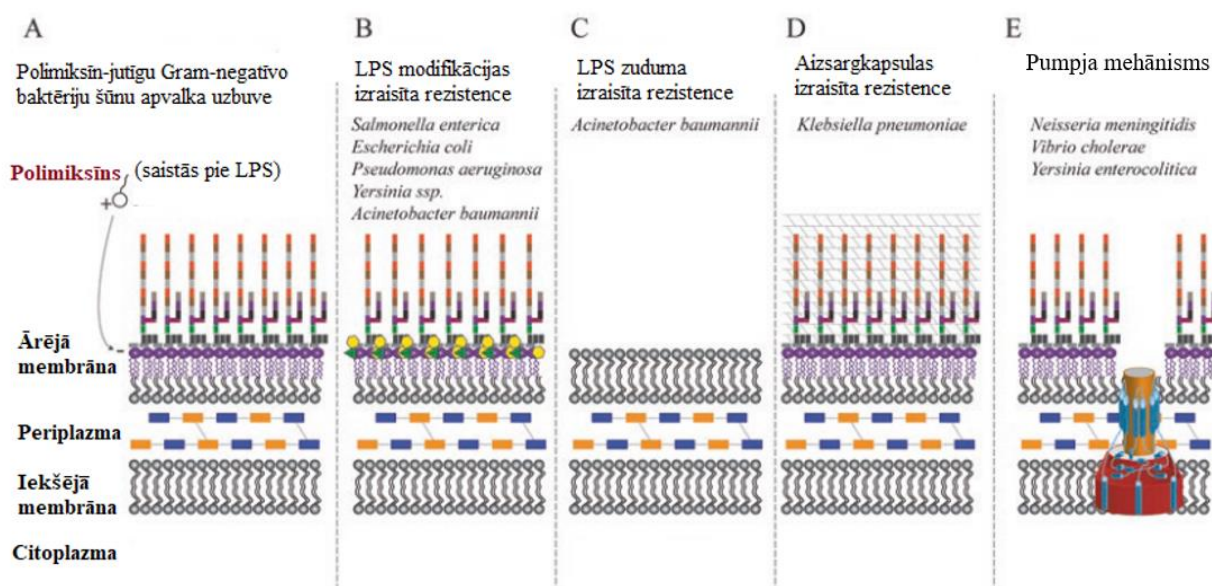 A
Polimiksīn-jutīgu Gram-negatīvo
baktēriju šūnu apvalka uzbuve
Polimiksīns (saistās pie LPS)
+
-
Ārējā
membrāna
Periplazma
Iekšējā
membrāna
Citoplazma
B
LPS modifikācijas
izraisīta rezistence
Salmonella enterica
Escherichia coli
Pseudomonas aeruginosa
Yersinia ssp.
Acinetobacter baumannii
C
LPS zuduma
izraisīta rezistence
Acinetobacter baumannii
D
Aizsargkapsulas
izraisīta rezistence
Klebsiella pneumoniae
E
Pumpja mehānisms
Neisseria meningitidis
Vibrio cholerae
Yersinia enterocolitica